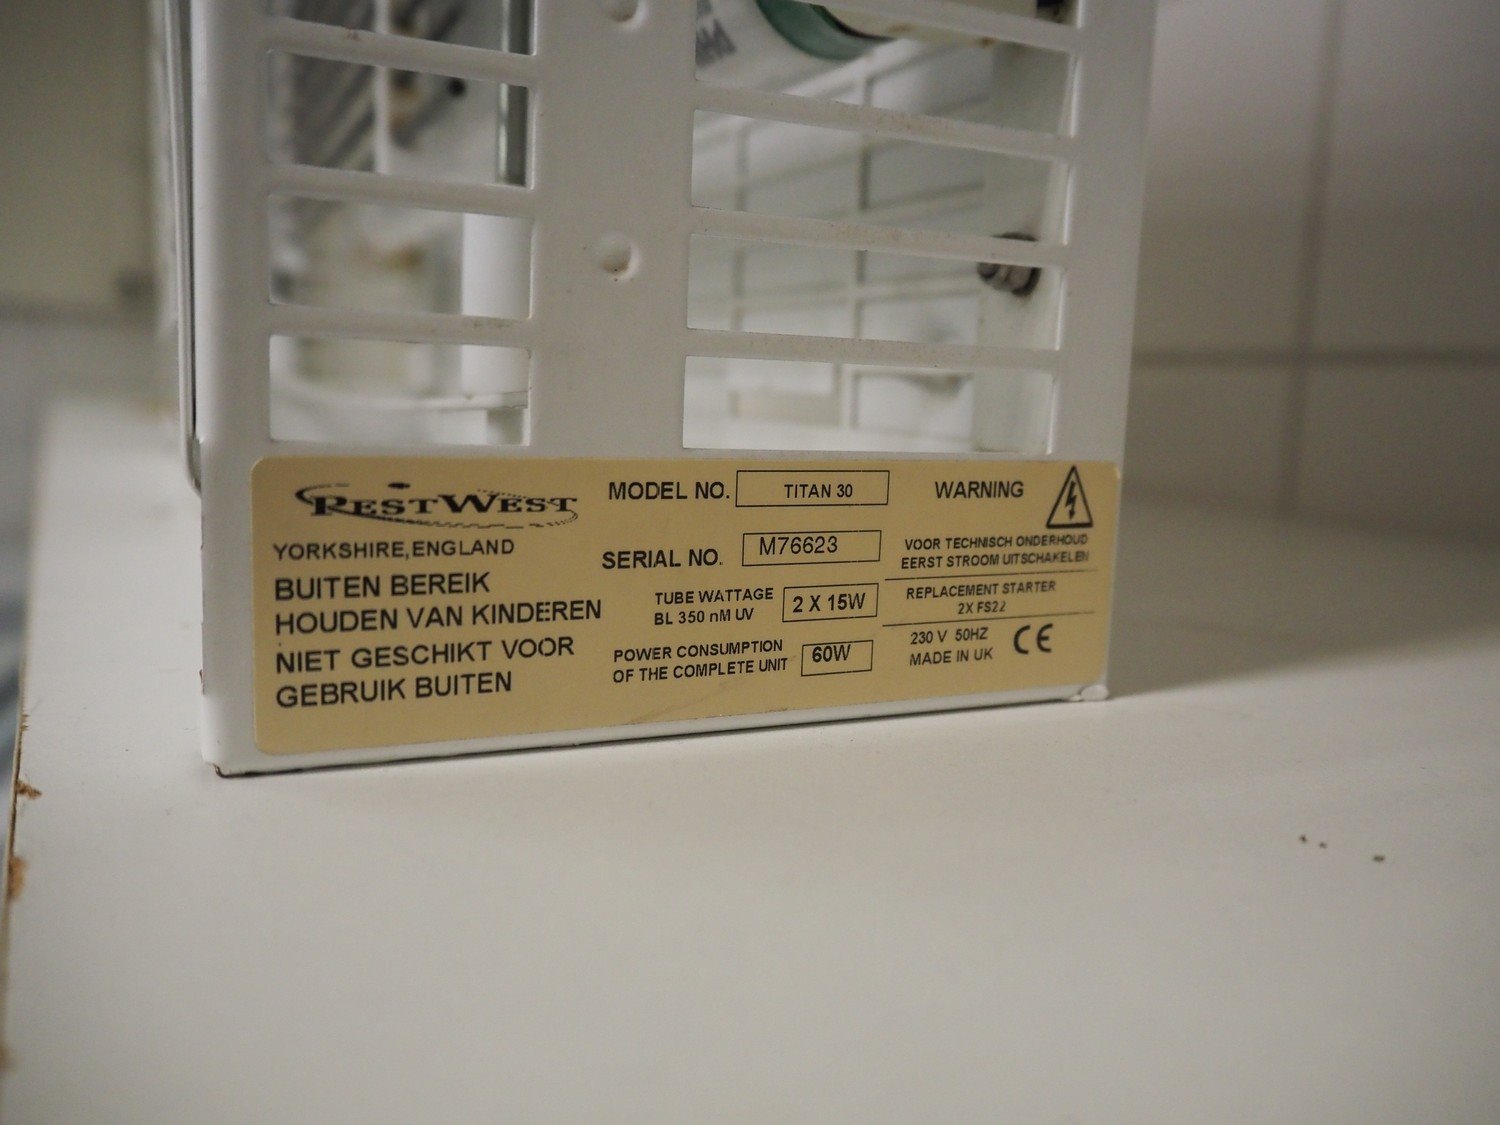 PESTWEST
YORKSHIRE, ENGLAND
BUITEN BEREIK
HOUDEN VAN KINDEREN
NIET GESCHIKT VOOR
GEBRUIK BUITEN
MODEL NO. TITAN 30
SERIAL NO. M76623
TUBE WATTAGE
BL 350 nM UV
2 X 15W
POWER CONSUMPTION
OF THE COMPLETE UNIT
60W
WARNING
VOOR TECHNISCH ONDERHOUD
EERST STROOM UITSCHAKELEN
REPLACEMENT STARTER
2X FS22
230 V 50HZ
MADE IN UK
CE